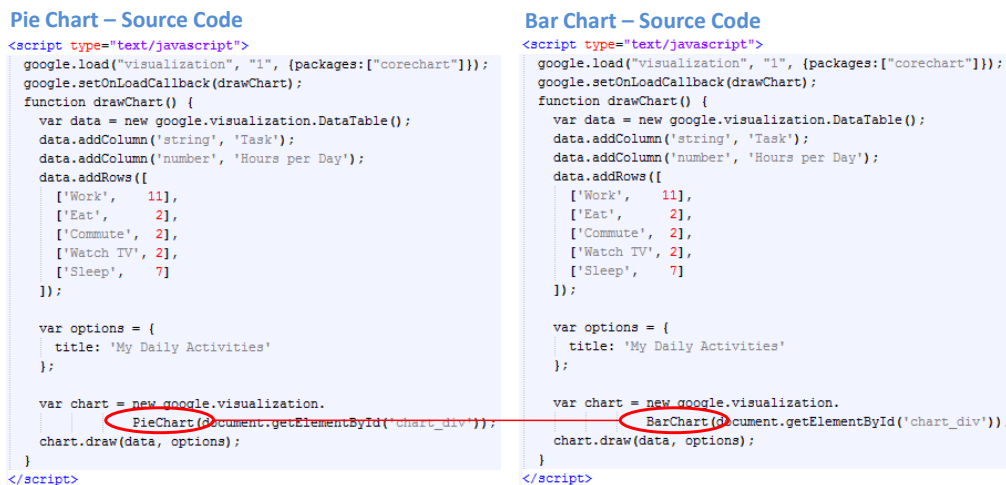 Pie Chart – Source Code
<script type="text/javascript">
google.load("visualization", "1", {packages:["corechart"]});
google.setOnLoadCallback(drawChart);
function drawChart() {
var data = new google.visualization.DataTable();
data.addColumn('string', 'Task');
data.addColumn('number', 'Hours per Day');
data.addRows([
['Work', 11],
['Eat', 2],
['Commute', 2],
['Watch TV', 2],
['Sleep', 7]
]);
var options = {
title: 'My Daily Activities'
};
var chart = new google.visualization.
PieChart(document.getElementById('chart_div'));
chart.draw(data, options);
}
</script>
Bar Chart – Source Code
<script type="text/javascript">
google.load("visualization", "1", {packages:["corechart"]});
google.setOnLoadCallback(drawChart);
function drawChart() {
var data = new google.visualization.DataTable();
data.addColumn('string', 'Task');
data.addColumn('number', 'Hours per Day');
data.addRows([
['Work', 11],
['Eat', 2],
['Commute', 2],
['Watch TV', 2],
['Sleep', 7]
]);
var options = {
title: 'My Daily Activities'
};
var chart = new google.visualization.
BarChart(document.getElementById('chart_div'))
chart.draw(data, options);
}
</script>